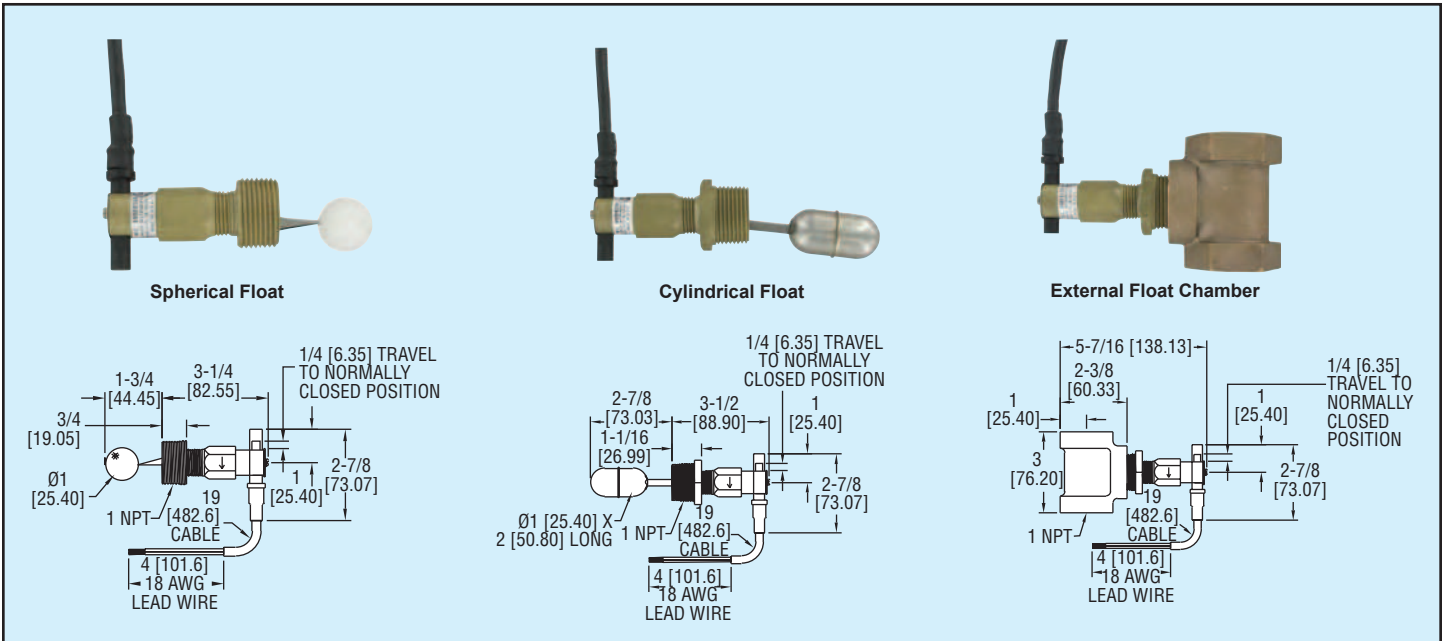 Spherical Float
Cylindrical Float
External Float Chamber
1/4 [6.35] TRAVEL
TO NORMALLY
CLOSED POSITION
3-1/4
[82.55]
1-3/4
[44.45]
3/4
[19.05]
Ø1
[25.40]
1 NPT
19
[482.6]
CABLE
1
[25.40]
2-7/8
[73.07]
4 [101.6]
18 AWG
LEAD WIRE
1/4 [6.35] TRAVEL
TO NORMALLY
CLOSED POSITION
2-7/8
[73.03]
3-1/2
[88.90]
1
[25.40]
1-1/16
[26.99]
2-7/8
[73.07]
Ø1 [25.40] X
2 [50.80] LONG
1 NPT
19
[482.6]
CABLE
4 [101.6]
18 AWG
LEAD WIRE
5-7/16 [138.13]
2-3/8
[60.33]
1/4 [6.35]
TRAVEL TO
NORMALLY
CLOSED
POSITION
1
[25.40]
1
[25.40]
3
[76.20]
2-7/8
[73.07]
1 NPT
19
[482.6]
CABLE
4 [101.6]
18 AWG
LEAD WIRE